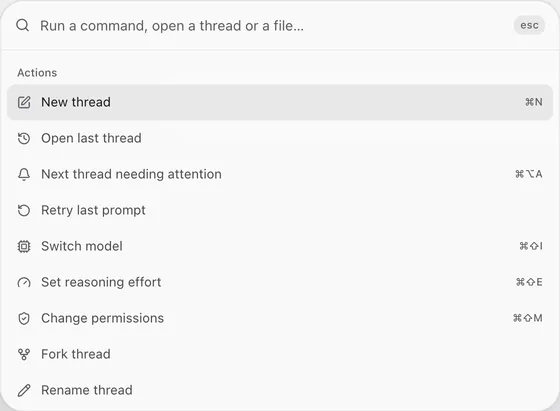 Run a command, open a thread or a file...
esc
Actions
New thread ⌘N
Open last thread
Next thread needing attention ⌘⌥A
Retry last prompt
Switch model ⌘⇧I
Set reasoning effort ⌘⇧E
Change permissions ⌘⇧M
Fork thread
Rename thread